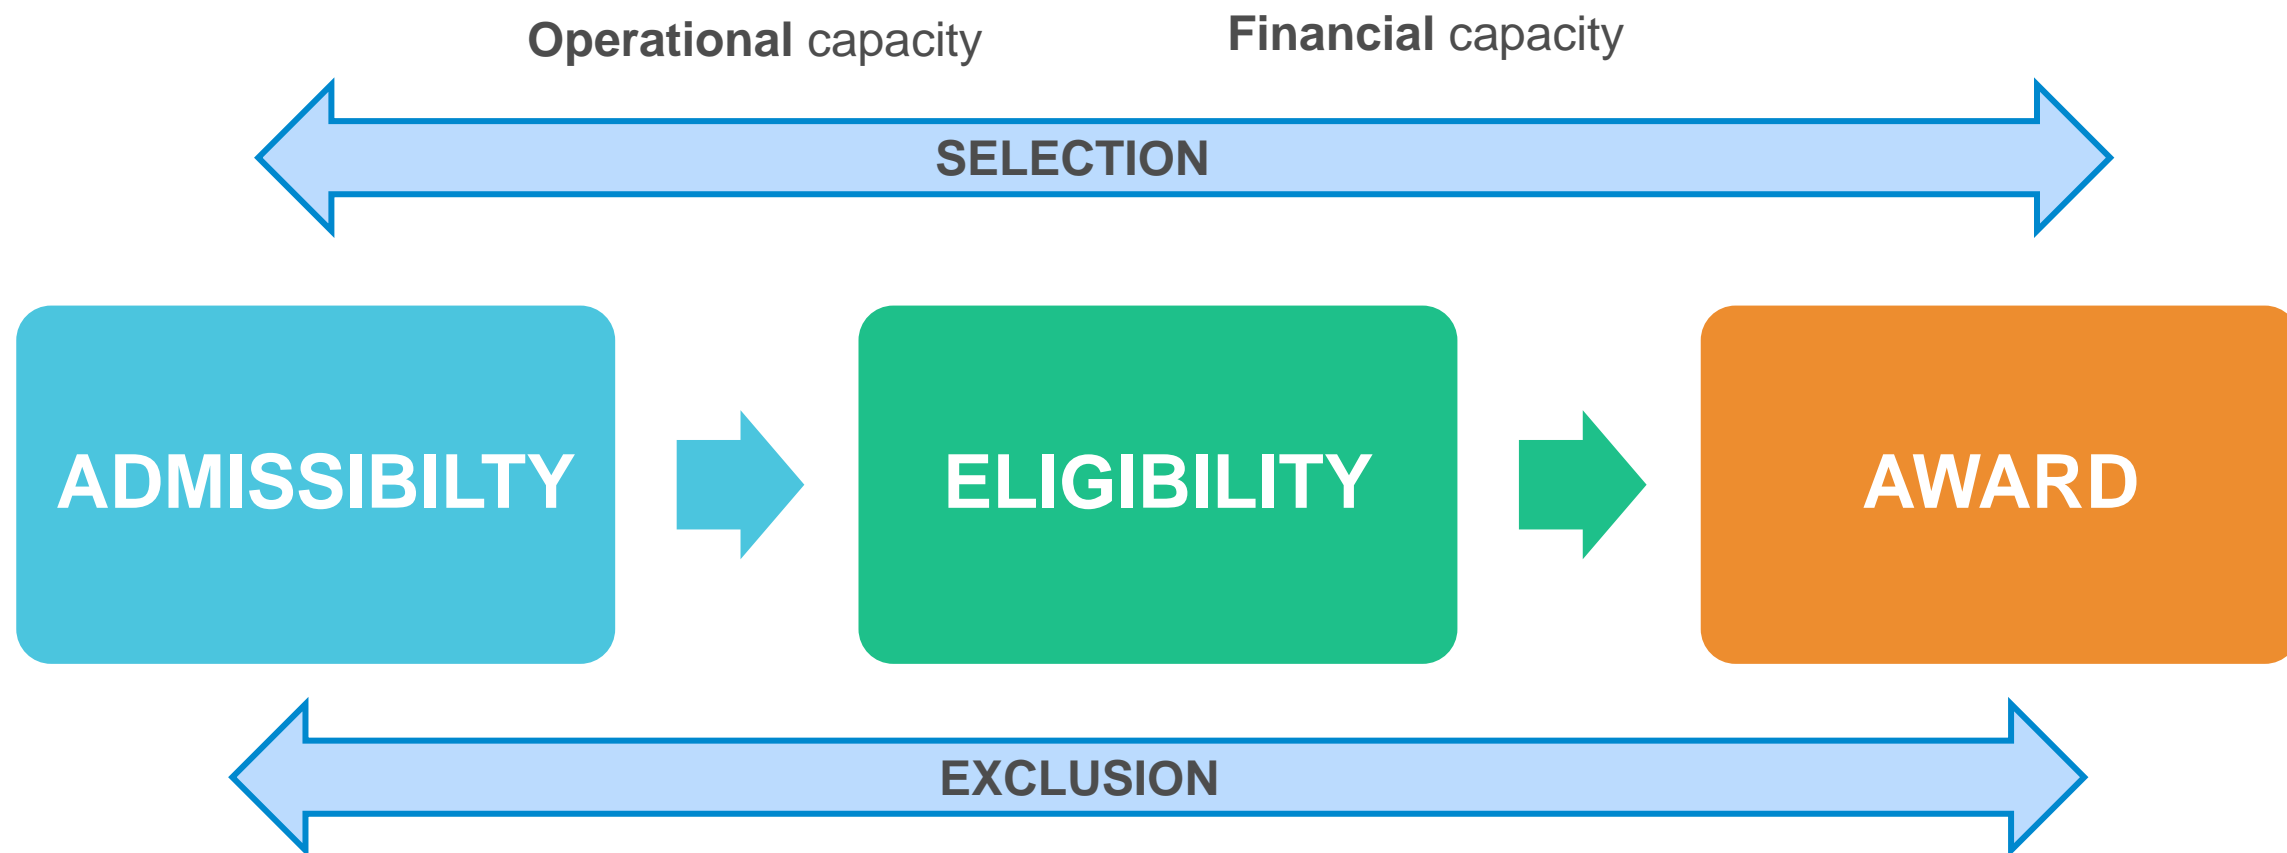 Operational capacity
Financial capacity
SELECTION
ADMISSIBILTY
ELIGIBILITY
AWARD
EXCLUSION